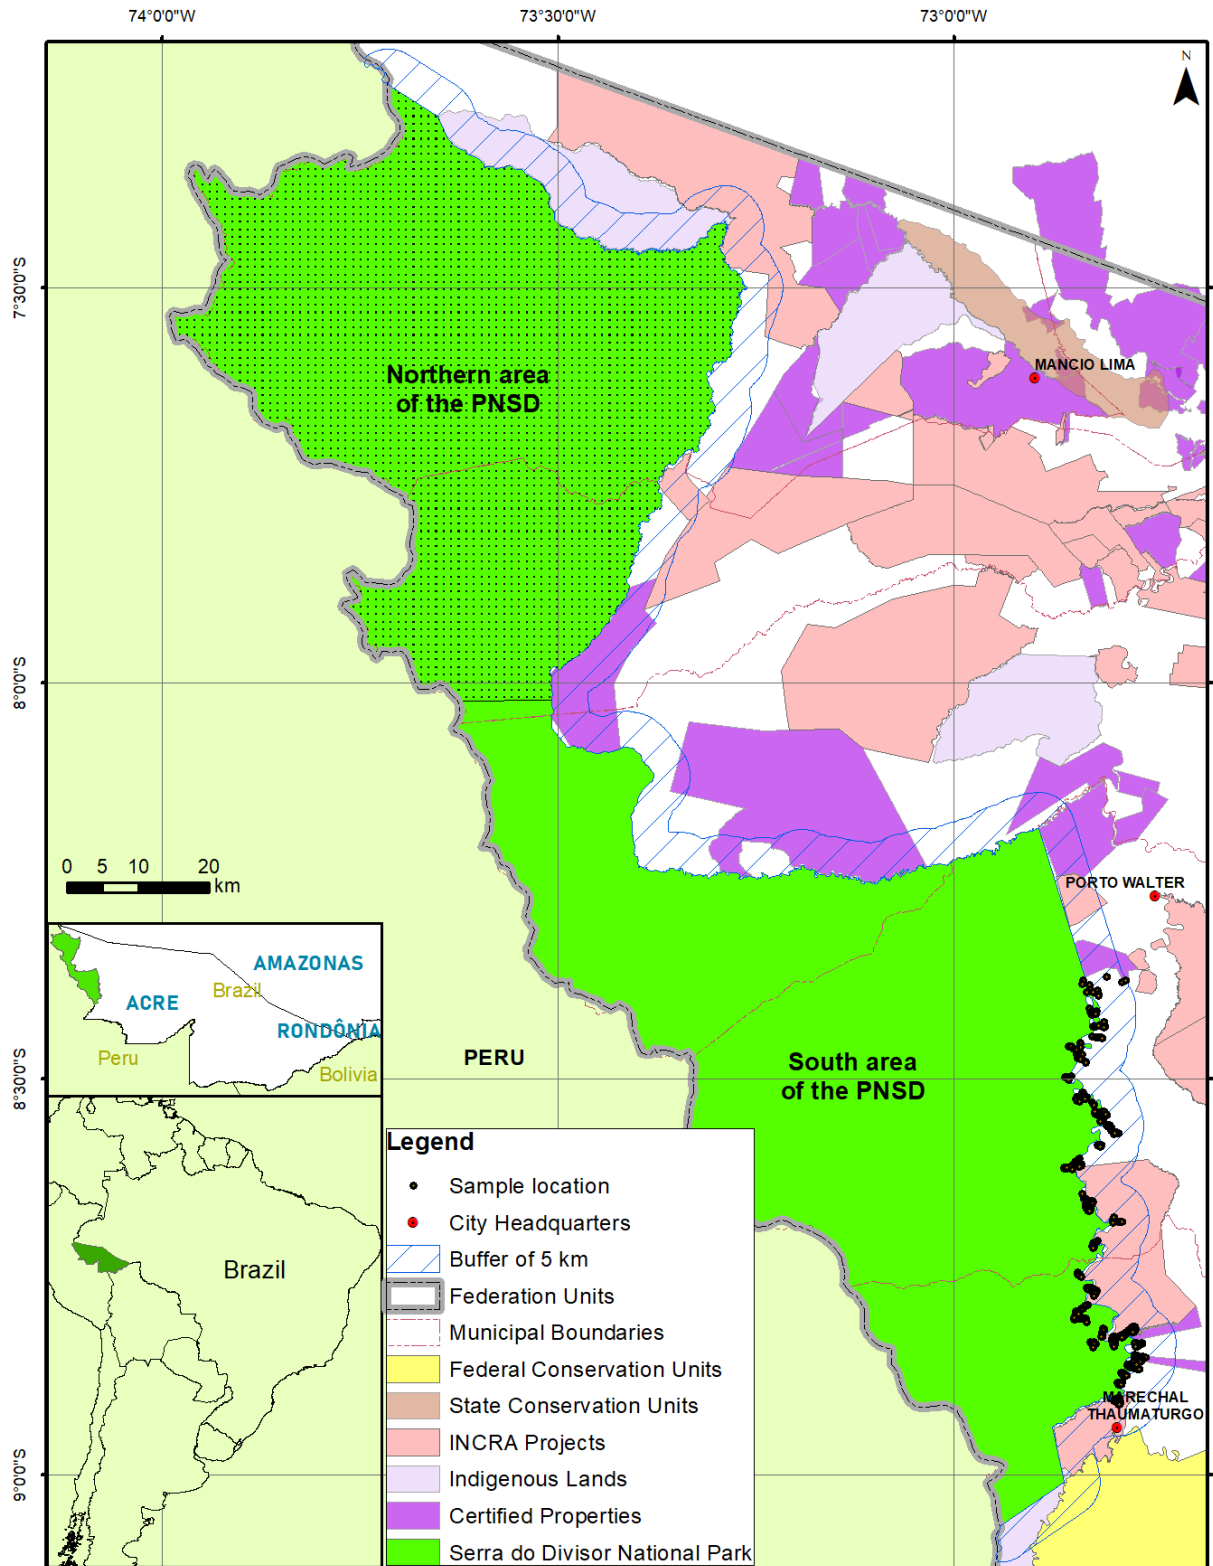 74°0'0"W
73°30'0"W
73°0'0"W
N
7°30'0"S
Northern area
of the PNSD
MANCIO LIMA
8°0'0"S
0 5 10 20
km
PORTO WALTER
AMAZONAS
Brazil
ACRE
RONDÔNIA
Peru
Bolivia
PERU
South area
of the PNSD
8°30'0"S
Brazil
Legend
Sample location
City Headquarters
Buffer of 5 km
Federation Units
Municipal Boundaries
Federal Conservation Units
State Conservation Units
INCRA Projects
Indigenous Lands
Certified Properties
Serra do Divisor National Park
MARECHAL
THAUMATURGO
9°0'0"S